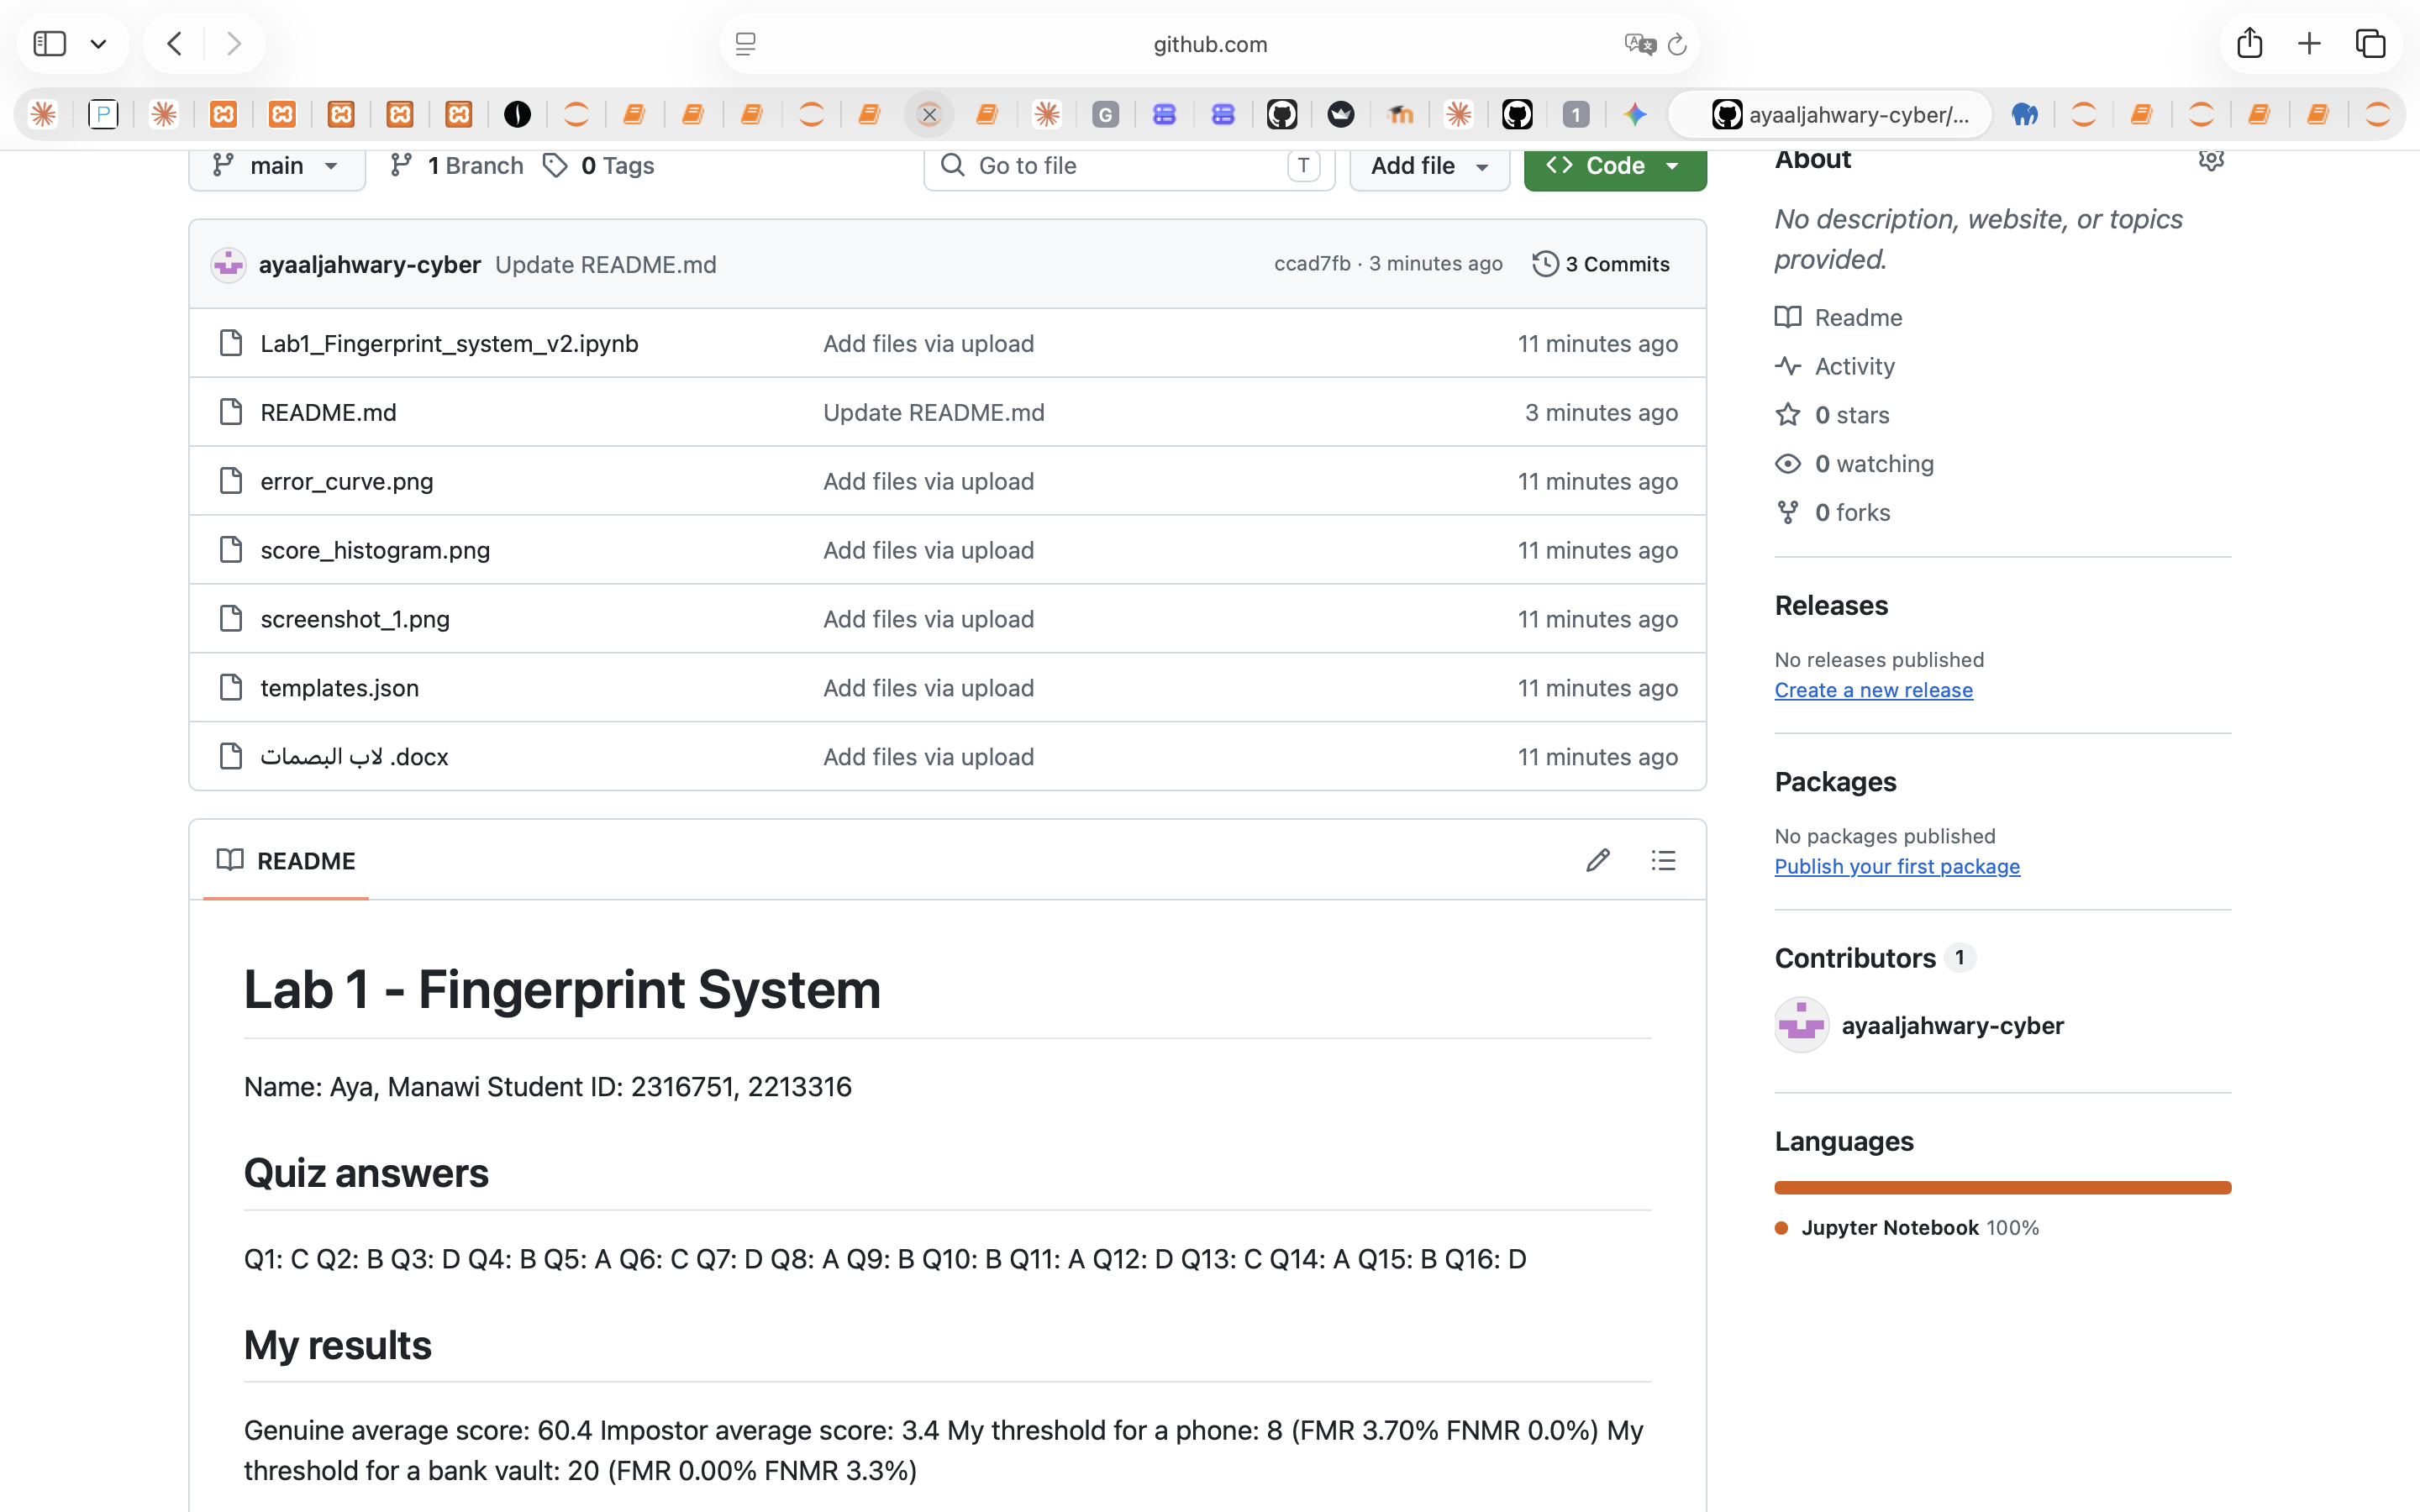 github.com
ayaaljahwary-cyber/...
main
1 Branch
0 Tags
Go to file
T
Add file
Code
ayaaljahwary-cyber Update README.md
ccad7fb · 3 minutes ago
3 Commits
Lab1_Fingerprint_system_v2.ipynb Add files via upload 11 minutes ago
README.md Update README.md 3 minutes ago
error_curve.png Add files via upload 11 minutes ago
score_histogram.png Add files via upload 11 minutes ago
screenshot_1.png Add files via upload 11 minutes ago
templates.json Add files via upload 11 minutes ago
لاب البصمات .docx Add files via upload 11 minutes ago
README
Lab 1 - Fingerprint System
Name: Aya, Manawi Student ID: 2316751, 2213316
Quiz answers
Q1: C Q2: B Q3: D Q4: B Q5: A Q6: C Q7: D Q8: A Q9: B Q10: B Q11: A Q12: D Q13: C Q14: A Q15: B Q16: D
My results
Genuine average score: 60.4 Impostor average score: 3.4 My threshold for a phone: 8 (FMR 3.70% FNMR 0.0%) My
threshold for a bank vault: 20 (FMR 0.00% FNMR 3.3%)
About
No description, website, or topics
provided.
Readme
Activity
0 stars
0 watching
0 forks
Releases
No releases published
Create a new release
Packages
No packages published
Publish your first package
Contributors 1
ayaaljahwary-cyber
Languages
Jupyter Notebook 100%